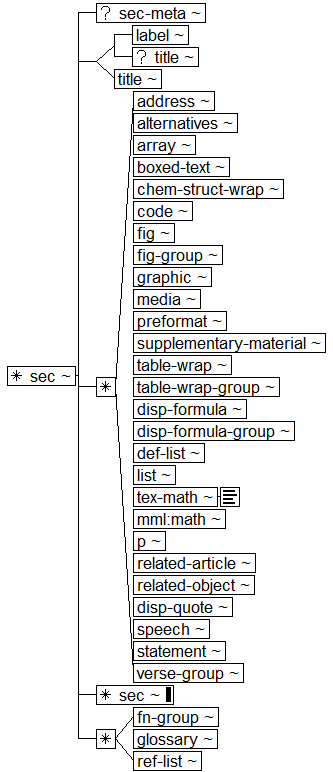 ? sec-meta ~
label ~
? title ~
title ~
address ~
alternatives ~
array ~
boxed-text ~
chem-struct-wrap ~
code ~
fig ~
fig-group ~
graphic ~
media ~
preformat ~
supplementary-material ~
table-wrap ~
* sec ~
*
table-wrap-group ~
disp-formula ~
disp-formula-group ~
def-list ~
list ~
tex-math ~
mml:math ~
p ~
related-article ~
related-object ~
disp-quote ~
speech ~
statement ~
verse-group ~
* sec ~
fn-group ~
* glossary ~
ref-list ~